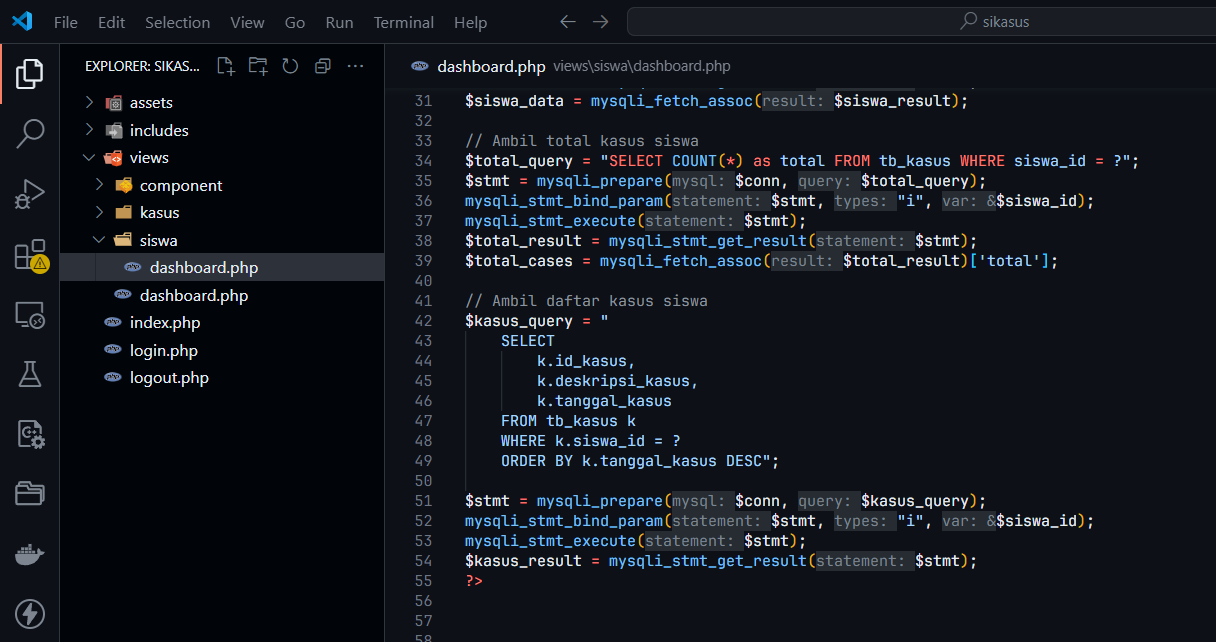 File Edit Selection View Go Run Terminal Help
sikasus
EXPLORER: SIKAS...
assets
includes
views
component
kasus
siswa
dashboard.php
dashboard.php
index.php
login.php
logout.php
php dashboard.php views\siswa\dashboard.php
31 $siswa_data = mysqli_fetch_assoc(result: $siswa_result);
32
33 // Ambil total kasus siswa
34 $total_query = "SELECT COUNT(*) as total FROM tb_kasus WHERE siswa_id = ?";
35 $stmt = mysqli_prepare(mysql: $conn, query: $total_query);
36 mysqli_stmt_bind_param(statement: $stmt, types: "i", var: &$siswa_id);
37 mysqli_stmt_execute(statement: $stmt);
38 $total_result = mysqli_stmt_get_result(statement: $stmt);
39 $total_cases = mysqli_fetch_assoc(result: $total_result)['total'];
40
41 // Ambil daftar kasus siswa
42 $kasus_query = "
43 SELECT
44 k.id_kasus,
45 k.deskripsi_kasus,
46 k.tanggal_kasus
47 FROM tb_kasus k
48 WHERE k.siswa_id = ?
49 ORDER BY k.tanggal_kasus DESC";
50
51 $stmt = mysqli_prepare(mysql: $conn, query: $kasus_query);
52 mysqli_stmt_bind_param(statement: $stmt, types: "i", var: &$siswa_id);
53 mysqli_stmt_execute(statement: $stmt);
54 $kasus_result = mysqli_stmt_get_result(statement: $stmt);
55 ?>
56
57
58